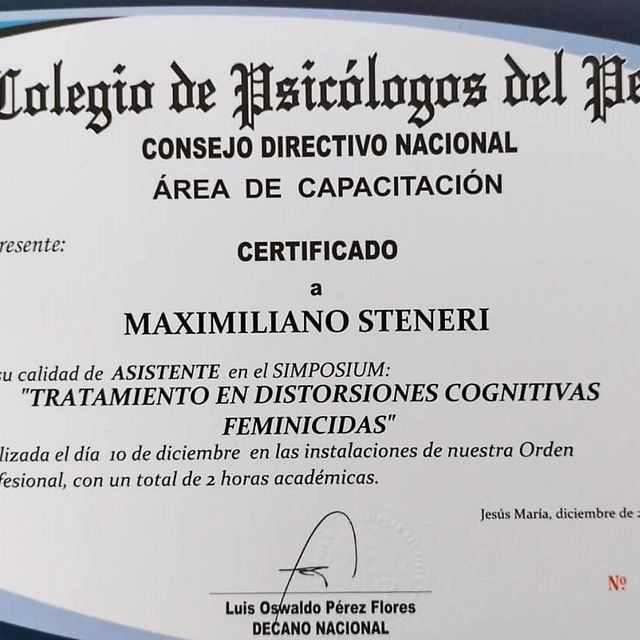 Colegio de Psicólogos del Pe
CONSEJO DIRECTIVO NACIONAL
ÁREA DE CAPACITACIÓN
resente:
CERTIFICADO
a
MAXIMILIANO STENERI
su calidad de ASISTENTE en el SIMPOSIUM:
"TRATAMIENTO EN DISTORSIONES COGNITIVAS
FEMINICIDAS"
lizada el día 10 de diciembre en las instalaciones de nuestra Orden
fesional, con un total de 2 horas académicas.
Jesús María, diciembre de 2
Nº
Luis Oswaldo Pérez Flores
DECANO NACIONAL